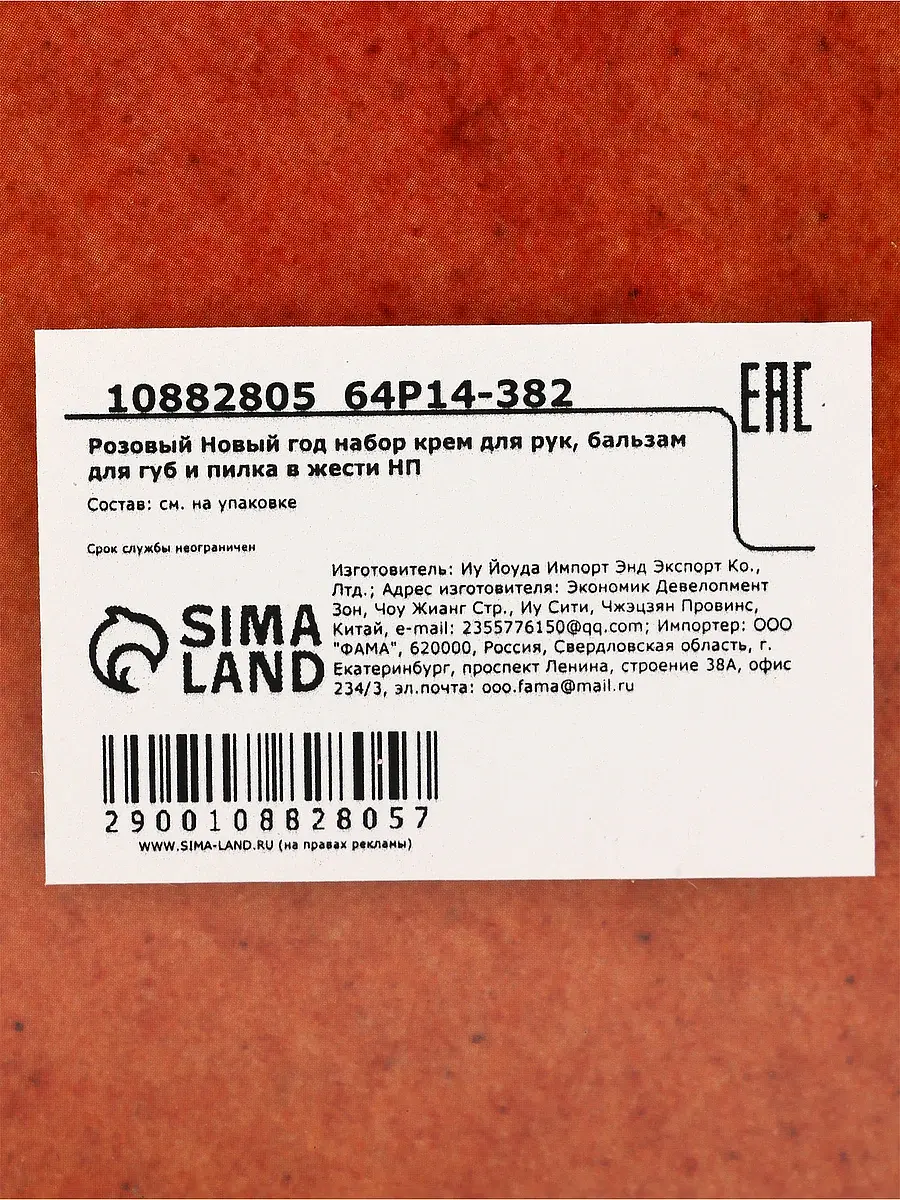 10882805 64P14-382
EAC
Розовый Новый год набор крем для рук, бальзам
для губ и пилка в жести НП
Состав: см. на упаковке
Срок службы неограничен
Изготовитель: Иу Йоуда Импорт Энд Экспорт Ко.,
Лтд.; Адрес изготовителя: Экономик Девелопмент
Зон, Чоу Жианг Стр., Иу Сити, Чжэцзян Провинс,
Китай, e-mail: 2355776150@qq.com; Импортер: ООО
"ФАМА", 620000, Россия, Свердловская область, г.
Екатеринбург, проспект Ленина, строение 38А, офис
234/3, эл.почта: ooo.fama@mail.ru
SIMA
LAND
2900108828057
WWW.SIMA-LAND.RU (на правах рекламы)